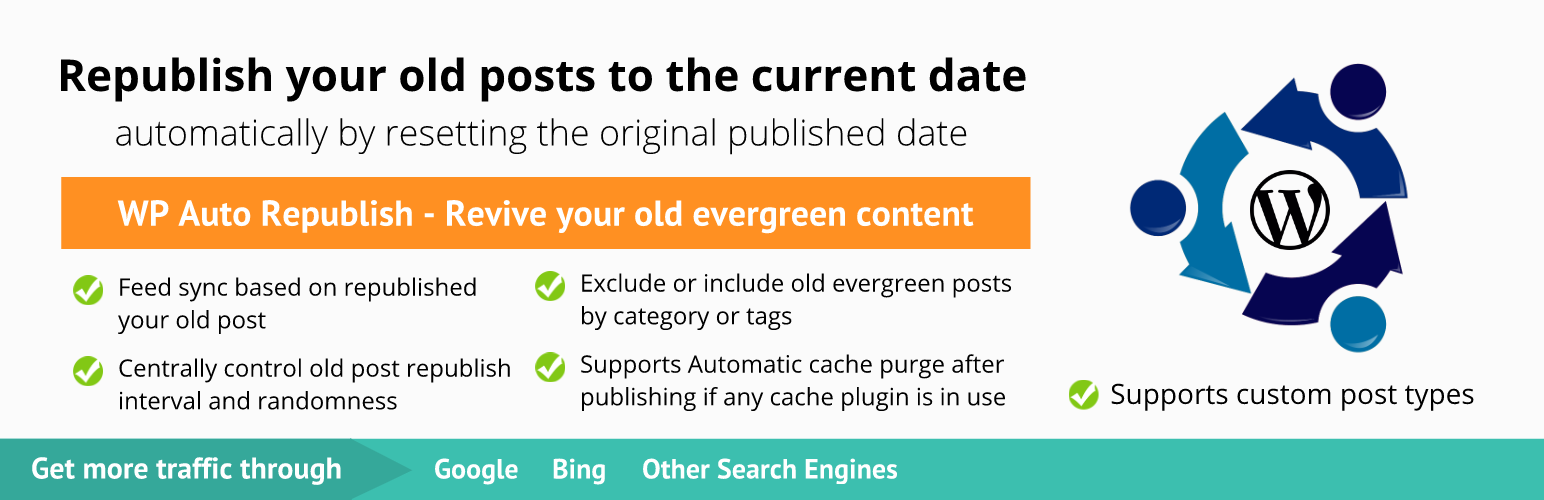 Republish your old posts to the current date
automatically by resetting the original published date
WP Auto Republish - Revive your old evergreen content
Feed sync based on republished
your old post
Centrally control old post republish
interval and randomness
Exclude or include old evergreen posts
by category or tags
Supports Automatic cache purge after
publishing if any cache plugin is in use
W
Supports custom post types
Get more traffic through Google Bing Other Search Engines